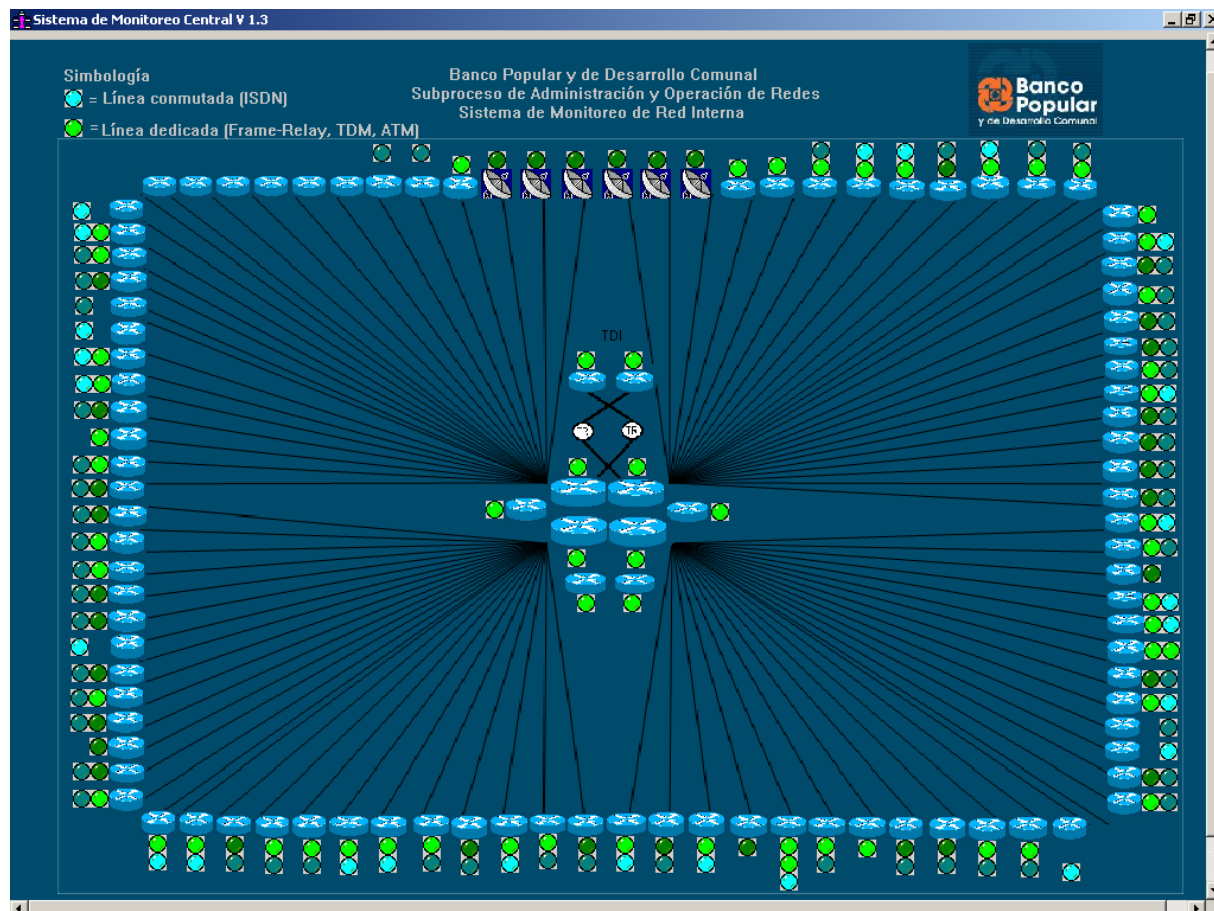 Sistema de Monitoreo Central V 1.3
Simbología
= Línea conmutada (ISDN)
= Línea dedicada (Frame-Relay, TDM, ATM)
Banco Popular y de Desarrollo Comunal
Subproceso de Administración y Operación de Redes
Sistema de Monitoreo de Red Interna
Banco
Popular
y de Desarrollo Comunal
TDI
TR TR